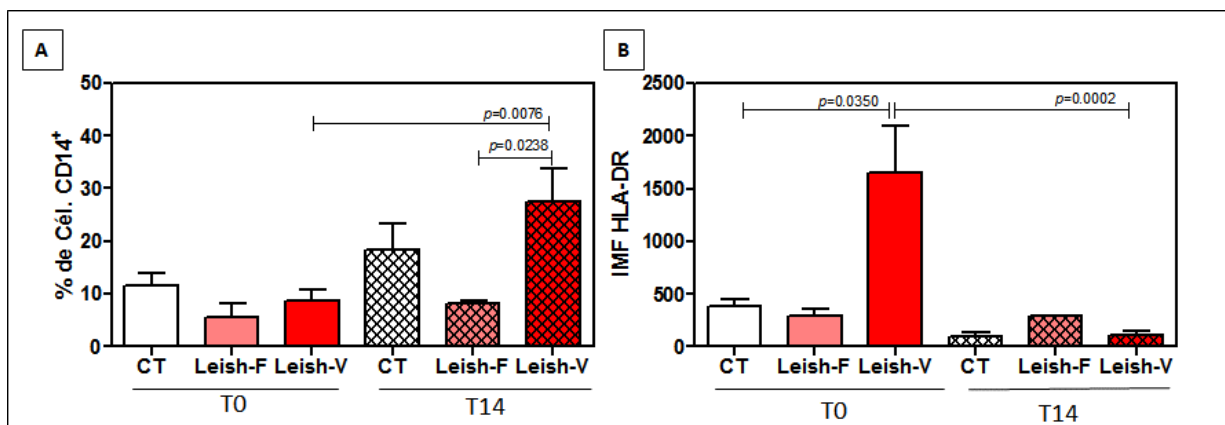 A
% de Cél. CD14+
50
40
30
20
10
0
p=0.0076
p=0.0238
CT Leish-F Leish-V CT Leish-F Leish-V
T0 T14
B
IMF HLA-DR
2500
2000
1500
1000
500
0
p=0.0350
p=0.0002
CT Leish-F Leish-V CT Leish-F Leish-V
T0 T14